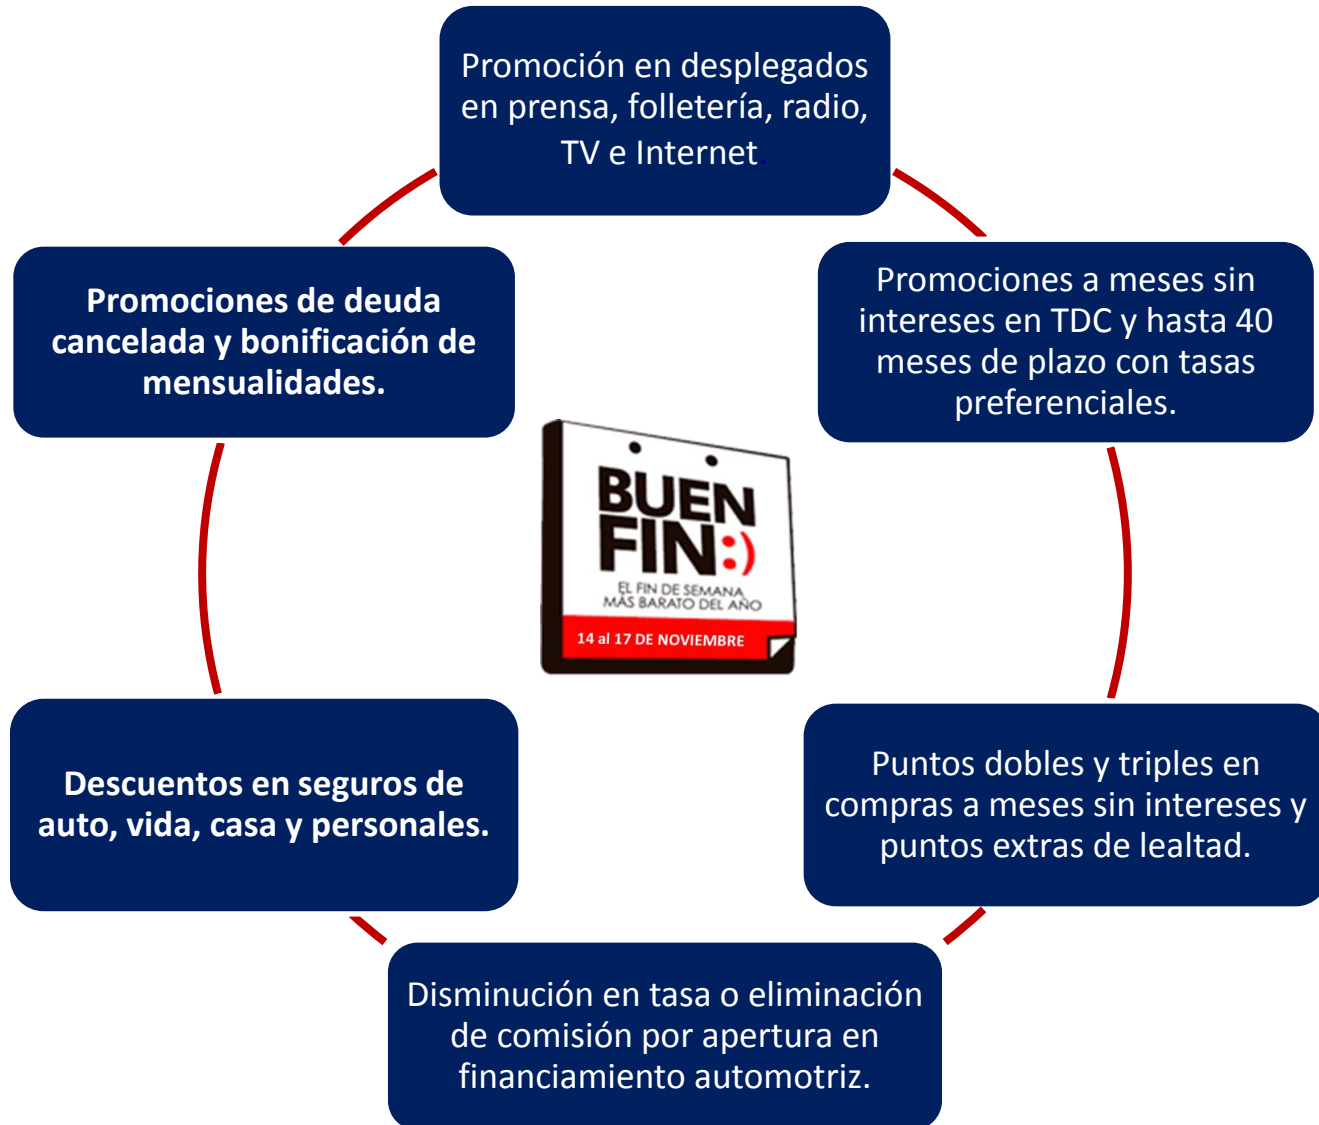 Promoción en desplegados
en prensa, folletería, radio,
TV e Internet.
Promociones a meses sin
intereses en TDC y hasta 40
meses de plazo con tasas
preferenciales.
Puntos dobles y triples en
compras a meses sin intereses y
puntos extras de lealtad.
Disminución en tasa o eliminación
de comisión por apertura en
financiamiento automotriz.
Descuentos en seguros de
auto, vida, casa y personales.
Promociones de deuda
cancelada y bonificación de
mensualidades.
BUEN
FIN:)
EL FIN DE SEMANA
MÁS BARATO DEL AÑO
14 al 17 DE NOVIEMBRE